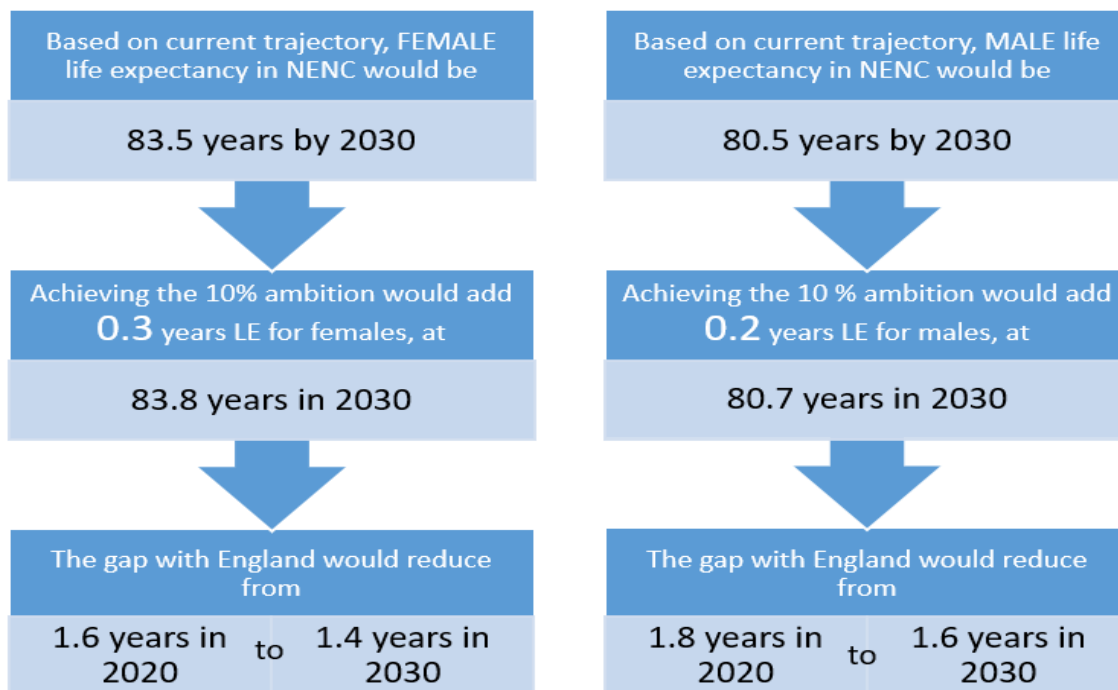 Based on current trajectory, FEMALE
life expectancy in NENC would be
83.5 years by 2030
Achieving the 10% ambition would add
0.3 years LE for females, at
83.8 years in 2030
The gap with England would reduce
from
1.6 years in
2020
to
1.4 years in
2030
Based on current trajectory, MALE life
expectancy in NENC would be
80.5 years by 2030
Achieving the 10 % ambition would add
0.2 years LE for males, at
80.7 years in 2030
The gap with England would reduce
from
1.8 years in
2020
to
1.6 years in
2030